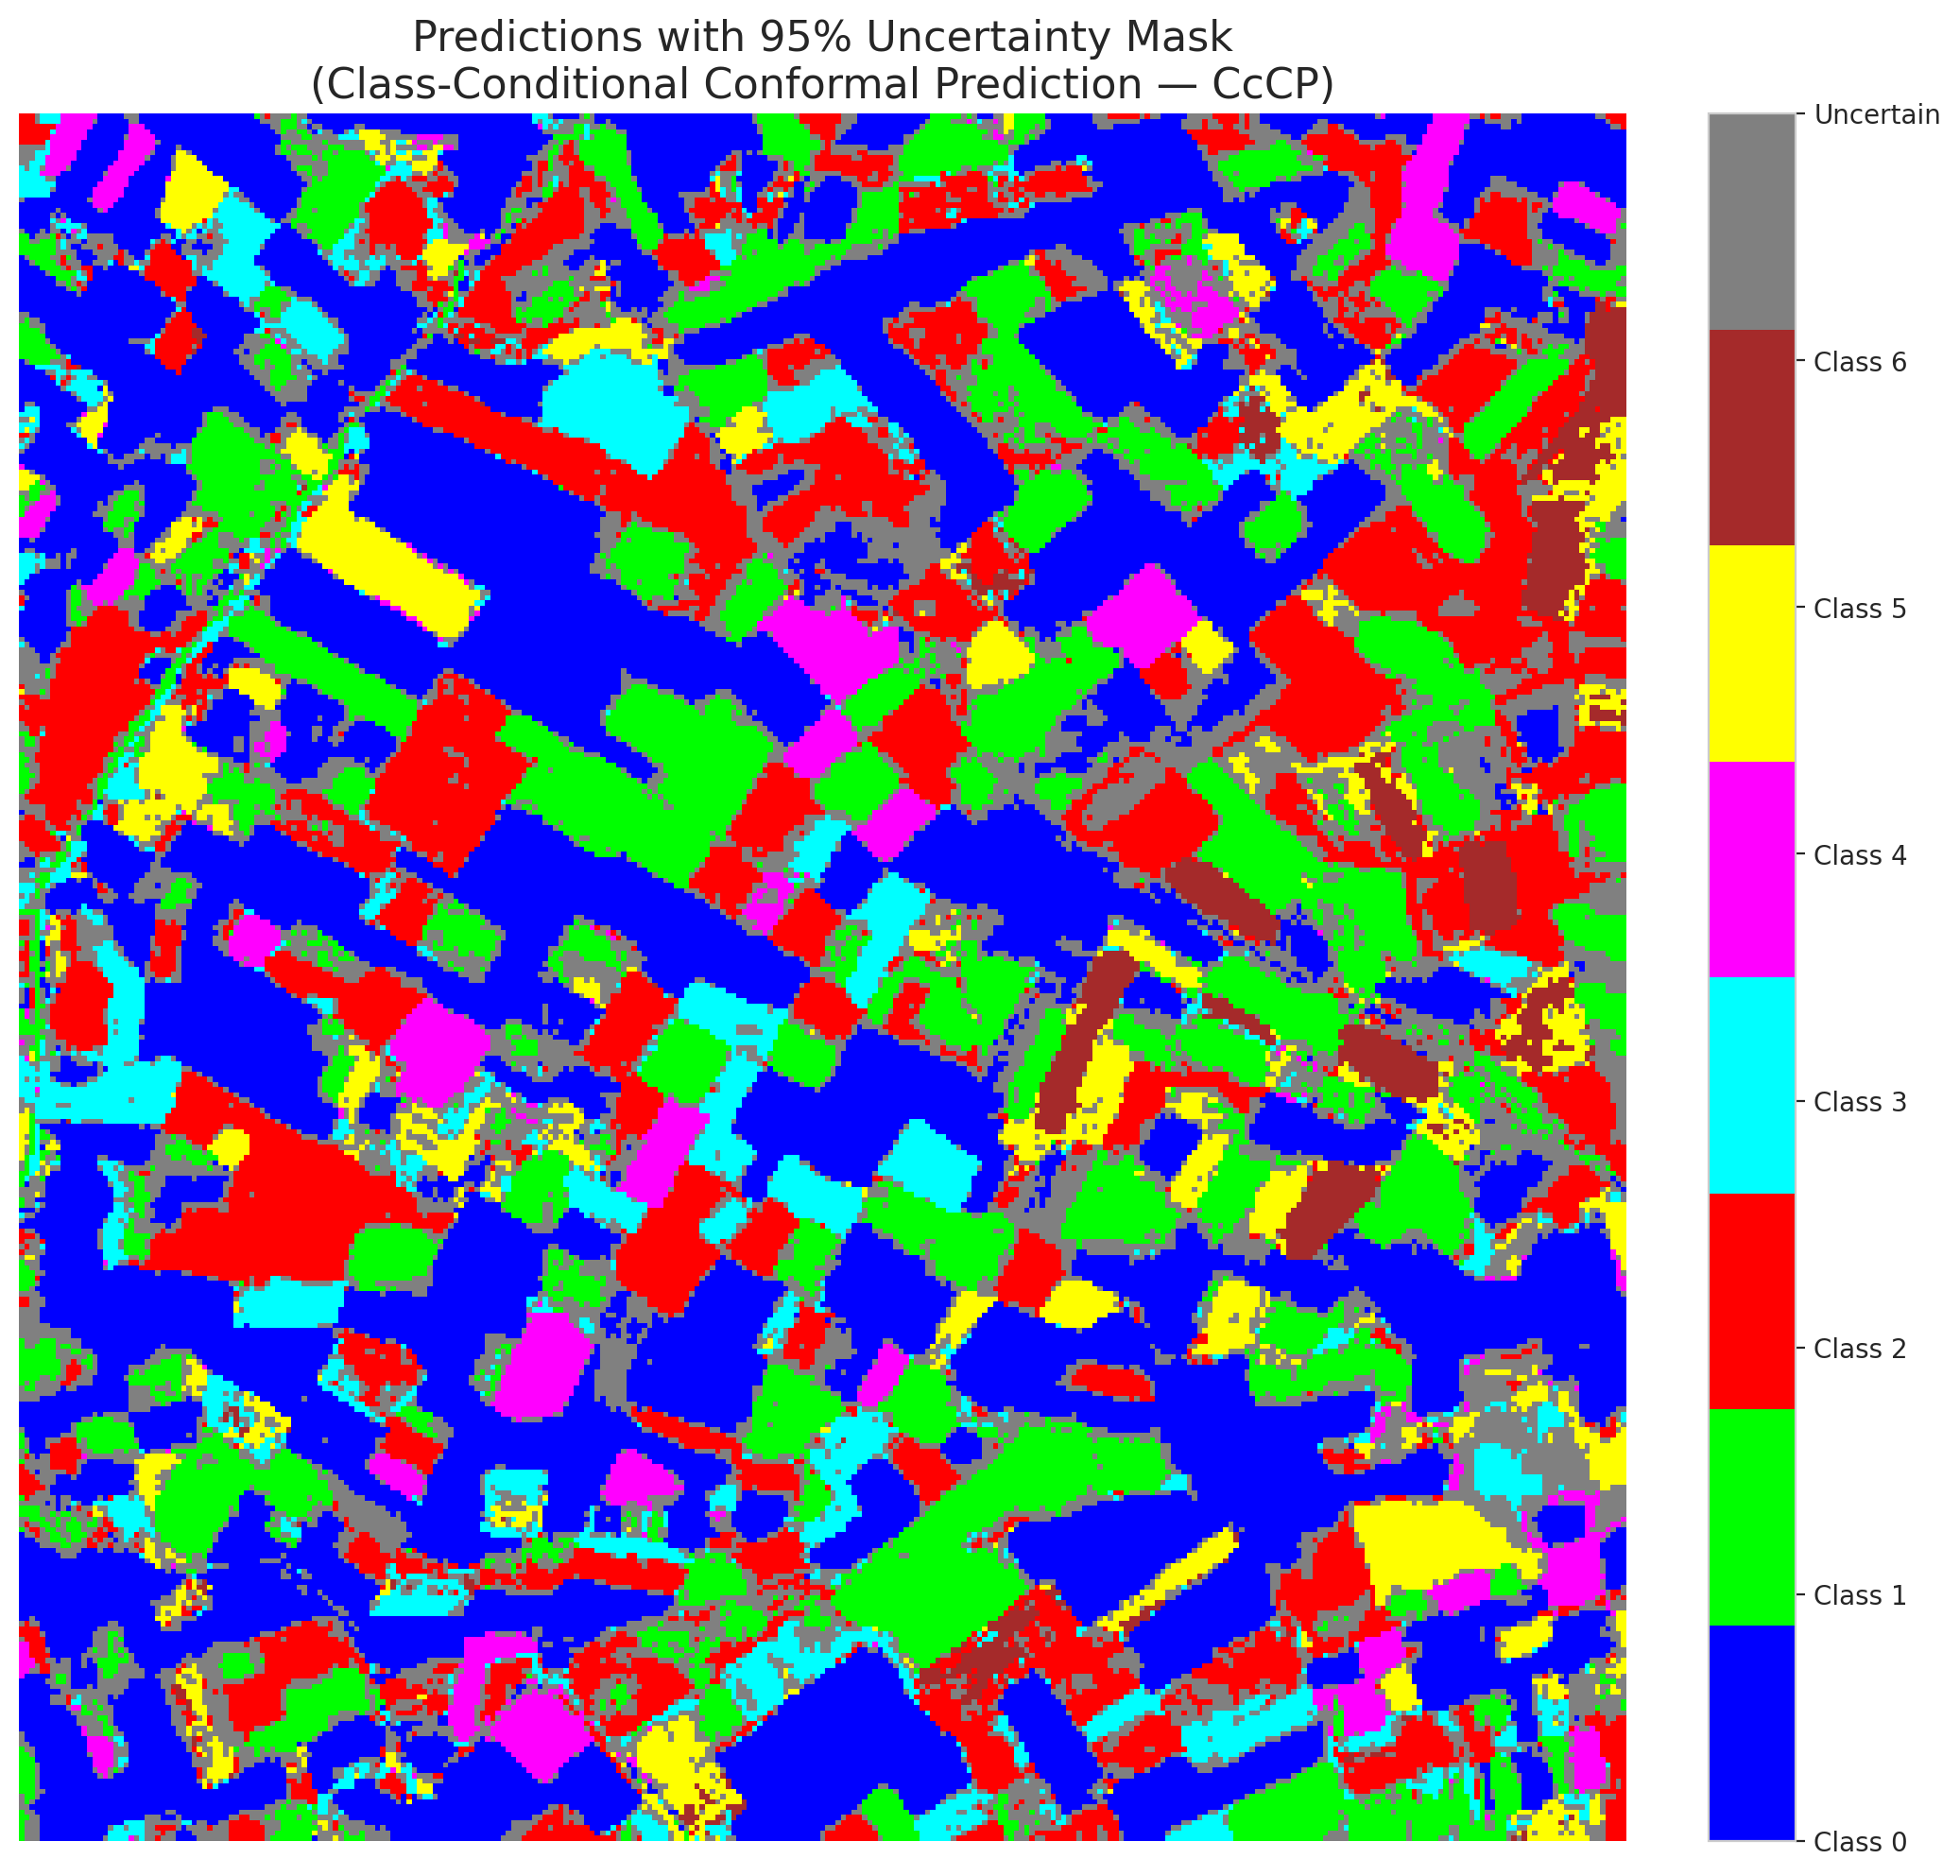 Predictions with 95% Uncertainty Mask
(Class-Conditional Conformal Prediction — CcCP)
Uncertain
Class 6
Class 5
Class 4
Class 3
Class 2
Class 1
Class 0